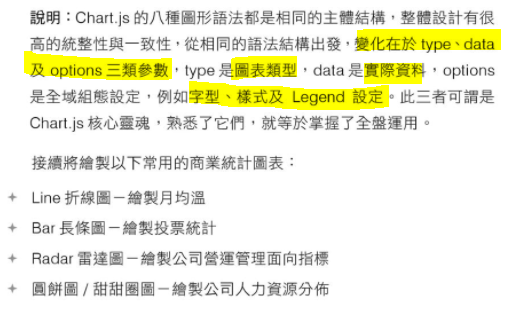 說明：Chart.js 的八種圖形語法都是相同的主體結構，整體設計有很
高的統整性與一致性，從相同的語法結構出發，變化在於 type、data
及 options 三類參數，type 是圖表類型，data 是實際資料，options
是全域組態設定，例如字型、樣式及 Legend 設定。此三者可謂是
Chart.js 核心靈魂，熟悉了它們，就等於掌握了全盤運用。
接續將繪製以下常用的商業統計圖表：
+ Line 折線圖－繪製月均溫
+ Bar 長條圖－繪製投票統計
+ Radar 雷達圖－繪製公司營運管理面向指標
+ 圓餅圖 / 甜甜圈圖－繪製公司人力資源分佈